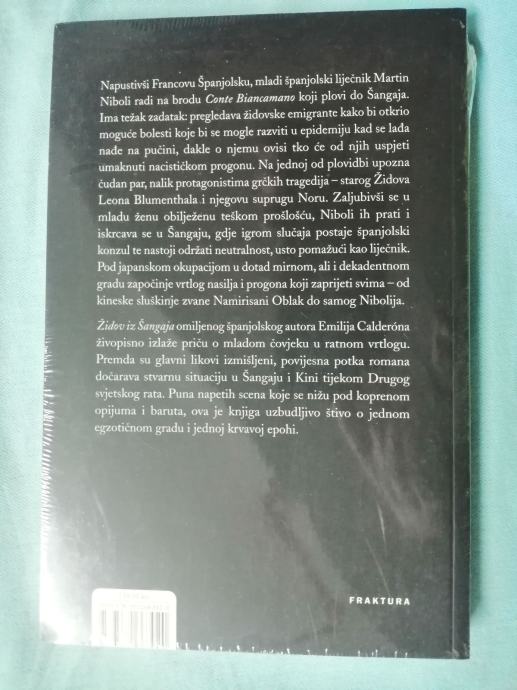 Napustivši Francovu Španjolsku, mladi španjolski liječnik Martin
Niboli radi na brodu Conte Biancamano koji plovi do Šangaja.
Ima težak zadatak: pregledava židovske emigrante kako bi otkrio
moguće bolesti koje bi se mogle razviti u epidemiju kad se lađa
nađe na pučini, dakle o njemu ovisi tko će od njih uspjeti
umaknuti nacističkom progonu. Na jednoj od plovidbi upozna
čudan par, nalik protagonistima grčkih tragedija – starog Židova
Leona Blumenthala i njegovu suprugu Noru. Zaljubivši se u
mladu ženu obilježenu teškom prošlošću, Niboli ih prati i
iskrcava se u Šangaju, gdje igrom slučaja postaje španjolski
konzul te nastoji održati neutralnost, usto pomažući kao liječnik.
Pod japanskom okupacijom u dotad mirnom, ali i dekadentnom
gradu započinje vrtlog nasilja i progona koji zaprijeti svima – od
kineske sluškinje zvane Namirisani Oblak do samog Nibolija.
Židov iz Šangaja omiljenog španjolskog autora Emilija Calderóna
živopisno izlaže priču o mladom čovjeku u ratnom vrtlogu.
Premda su glavni likovi izmišljeni, povijesna potka romana
dočarava stvarnu situaciju u Šangaju i Kini tijekom Drugog
svjetskog rata. Puna napetih scena koje se nižu pod koprenom
opijuma i baruta, ova je knjiga uzbudljivo štivo o jednom
egzotičnom gradu i jednoj krvavoj epohi.
FRAKTURA